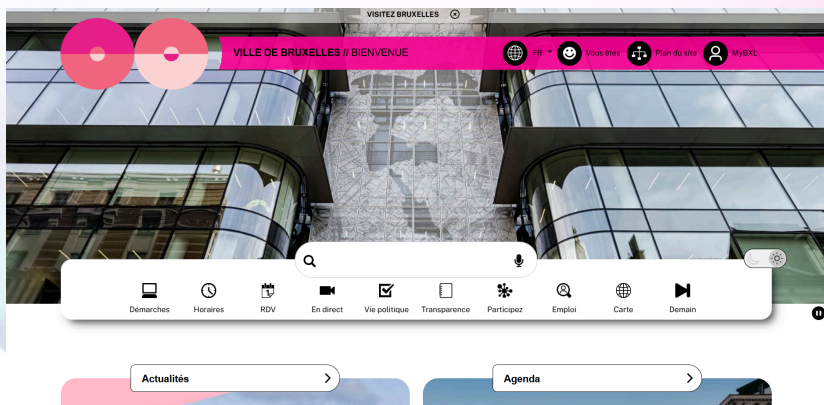 VISITEZ BRUXELLES
VILLE DE BRUXELLES // BIENVENUE
FR
Vous êtes
Plan du site
MyBXL
Démarches
Horaires
RDV
En direct
Vie politique
Transparence
Participez
Emploi
Carte
Demain
Actualités
Agenda